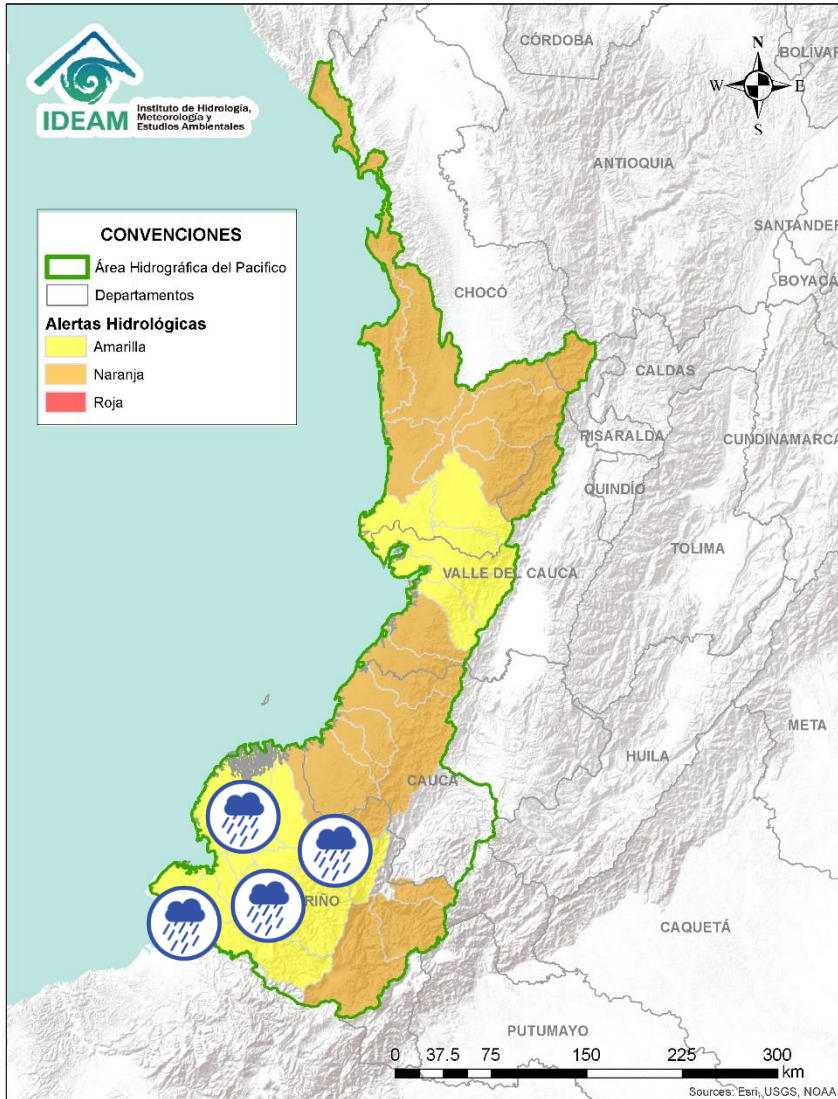 IDEAM
Instituto de Hidrología,
Meteorología y
Estudios Ambientales
N
W E
S
CÓRDOBA
BOLÍVAR
ANTIOQUIA
SANTANDER
BOYACÁ
CONVENCIONES
Área Hidrográfica del Pacifico
Departamentos
Alertas Hidrológicas
Amarilla
Naranja
Roja
CHOCÓ
CALDAS
RISARALDA
CUNDINAMARCA
QUINDÍO
TOLIMA
VALLE DEL CAUCA
META
HUILA
CAUCA
RIÑO
CAQUETÁ
PUTUMAYO
0 37.5 75 150 225 300
km
Sources: Esri, USGS, NOAA